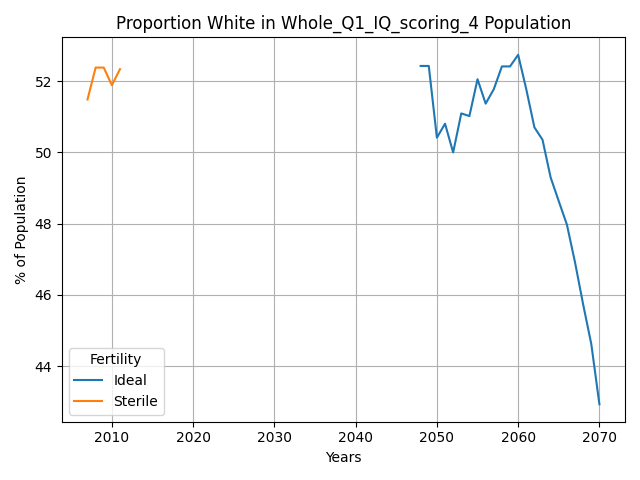 Proportion White in Whole_Q1_IQ_scoring_4 Population
% of Population
52
50
48
46
44
Fertility
Ideal
Sterile
2010 2020 2030 2040 2050 2060 2070
Years